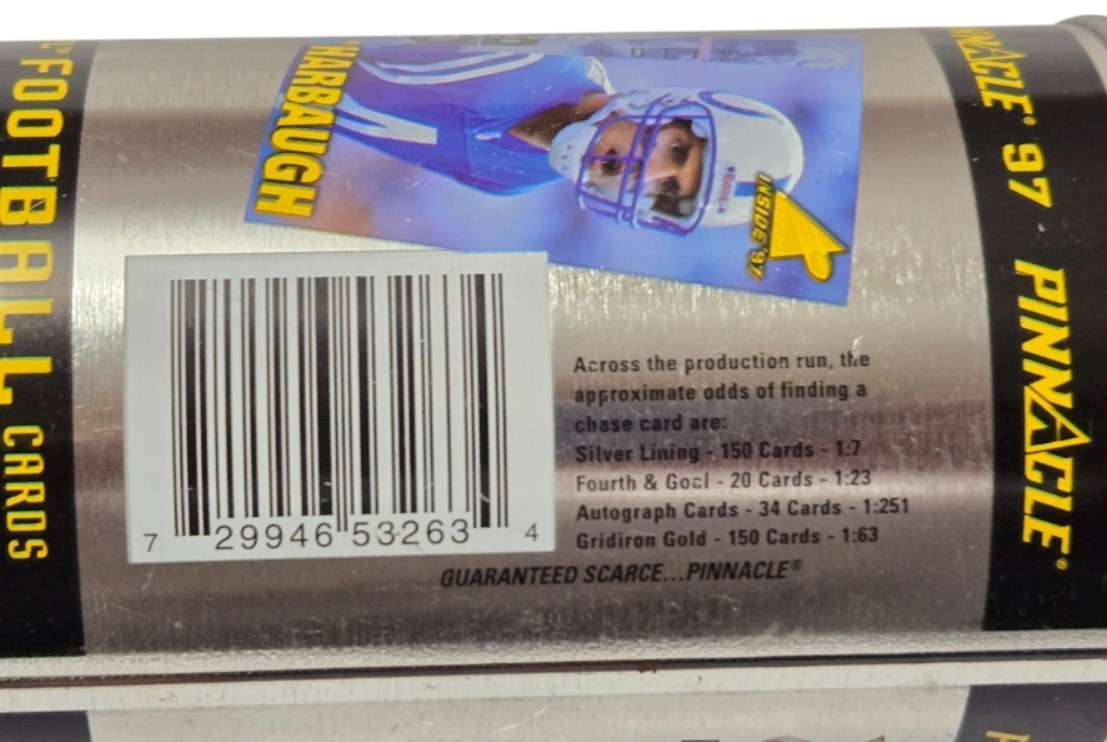 FOOTBALL CARDS
HARBAUGH
COLTS
Riddell
INSIDE '97
PINNACLE® 97 PINNACLE®
7 29946 53263 4
Across the production run, the
approximate odds of finding a
chase card are:
Silver Lining - 150 Cards - 1:7
Fourth & Goal - 20 Cards - 1:23
Autograph Cards - 34 Cards - 1:251
Gridiron Gold - 150 Cards - 1:63
GUARANTEED SCARCE...PINNACLE®